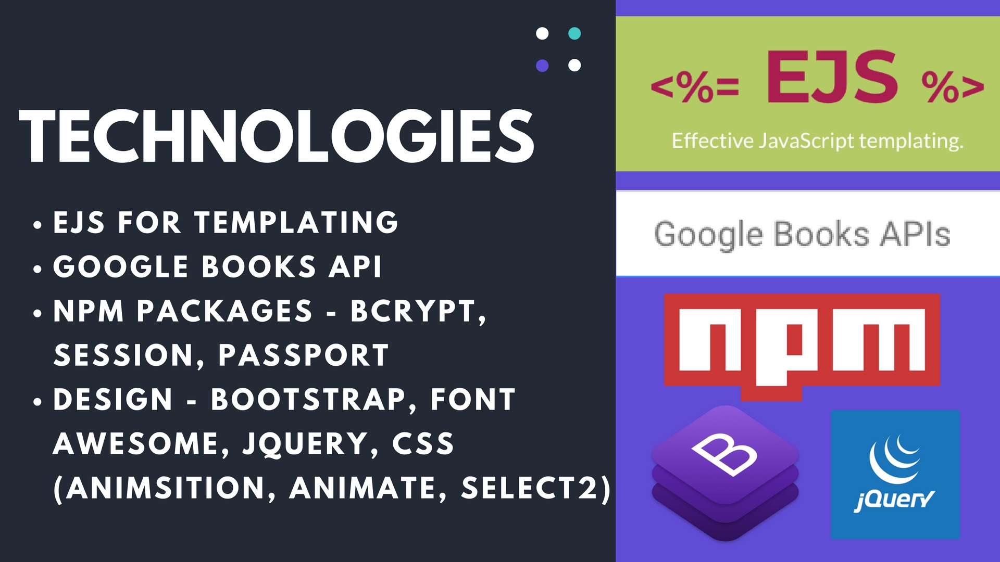 TECHNOLOGIES
• EJS FOR TEMPLATING
• GOOGLE BOOKS API
• NPM PACKAGES - BCRYPT,
SESSION, PASSPORT
• DESIGN - BOOTSTRAP, FONT
AWESOME, JQUERY, CSS
(ANIMSITION, ANIMATE, SELECT2)
<%= EJS %>
Effective JavaScript templating.
Google Books APIs
npm
B
jQuery